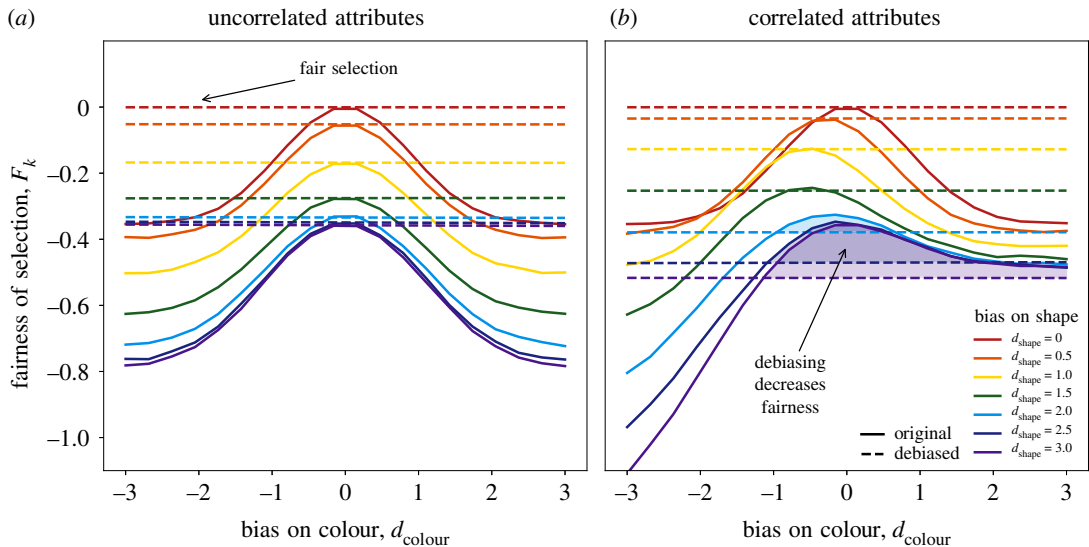 (a) uncorrelated attributes
(b) correlated attributes
fair selection
fairness of selection, F_k
0
–0.2
–0.4
–0.6
–0.8
–1.0
–3 –2 –1 0 1 2 3
bias on colour, d_colour
debiasing
decreases
fairness
original
debiased
bias on shape
d_shape = 0
d_shape = 0.5
d_shape = 1.0
d_shape = 1.5
d_shape = 2.0
d_shape = 2.5
d_shape = 3.0
–3 –2 –1 0 1 2 3
bias on colour, d_colour